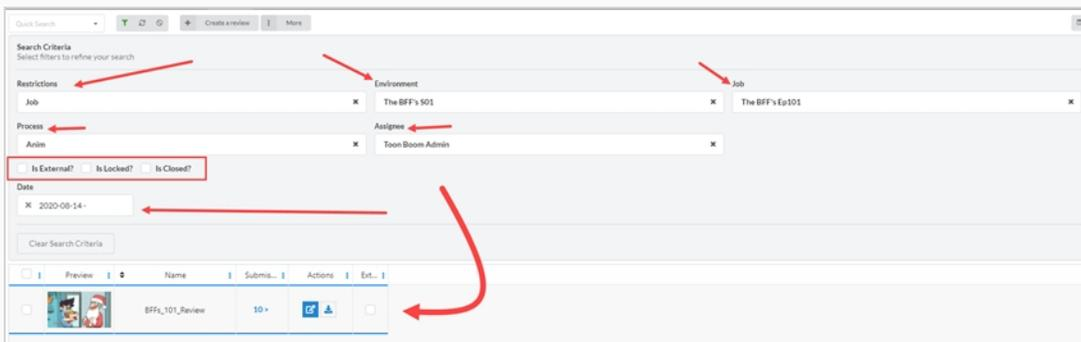 Quick Search
Create a review
More
Search Criteria
Select filters to refine your search
Restrictions Environment Job
Job The BFF's S01 The BFF's Ep101
Process Assignee
Anim Toon Boom Admin
Is External? Is Locked? Is Closed?
Date
2020-08-14 -
Clear Search Criteria
Preview Name Submis... Actions Ext...
BFFs_101_Review 10 >